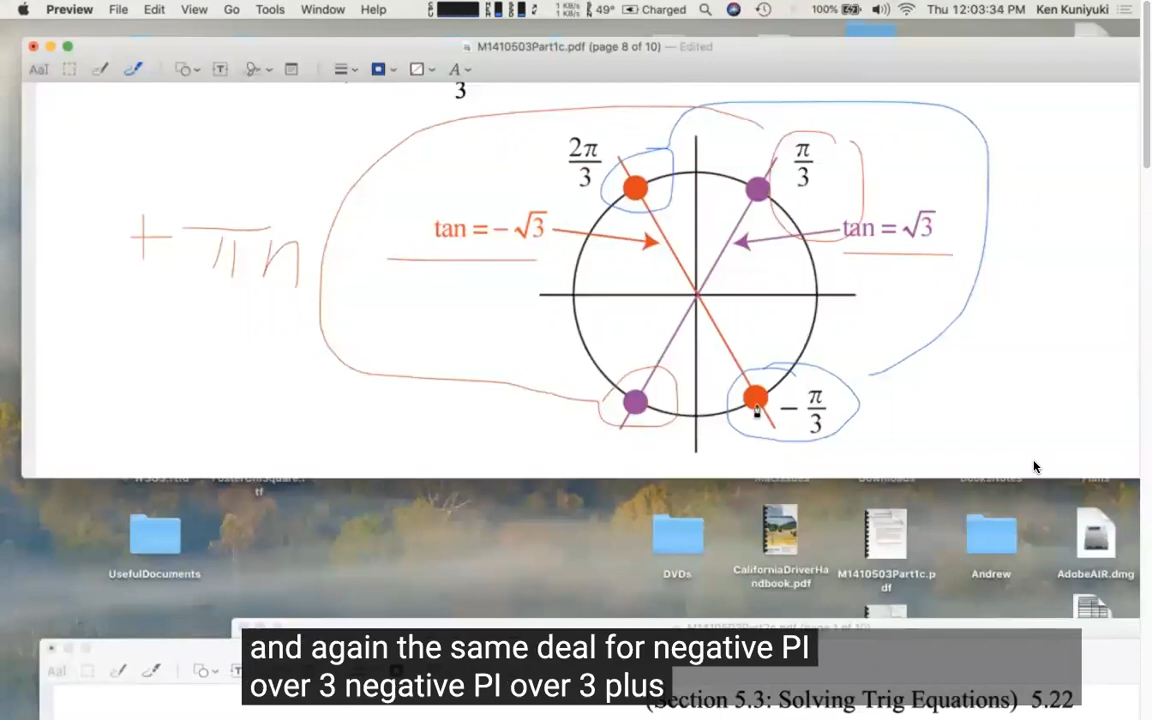 Preview File Edit View Go Tools Window Help 49° Charged 100% Thu 12:03:34 PM Ken Kuniyuki
M1410503Part1c.pdf (page 8 of 10) — Edited
3
2π/3
π/3
tan = −√3
tan = √3
+ πn
−π/3
UsefulDocuments
DVDs
CaliforniaDriverHa
ndbook.pdf
M1410503Part1c.p
df
Andrew
AdobeAIR.dmg
and again the same deal for negative PI
over 3 negative PI over 3 plus
(Section 5.3: Solving Trig Equations) 5.22